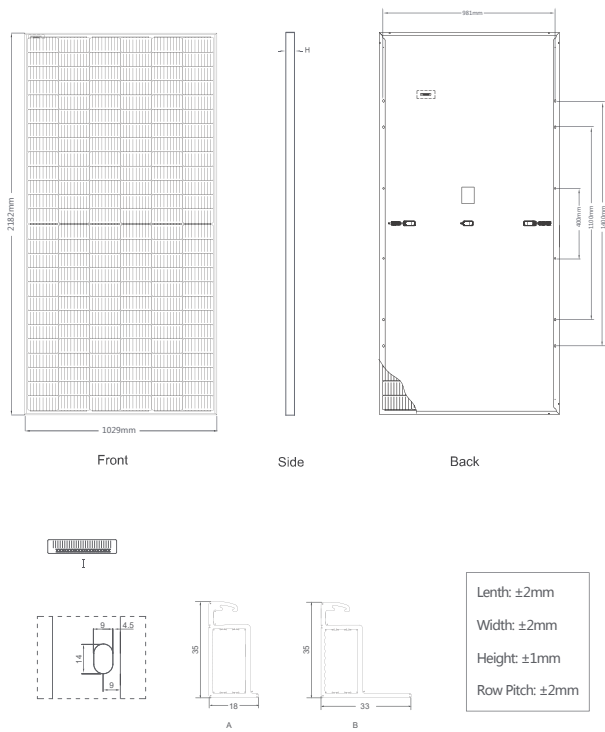 981mm
H
2182mm
400mm
1100mm
1400mm
1029mm
Front
Side
Back
I
9
4.5
14
9
35
18
A
35
33
B
Lenth: ±2mm
Width: ±2mm
Height: ±1mm
Row Pitch: ±2mm